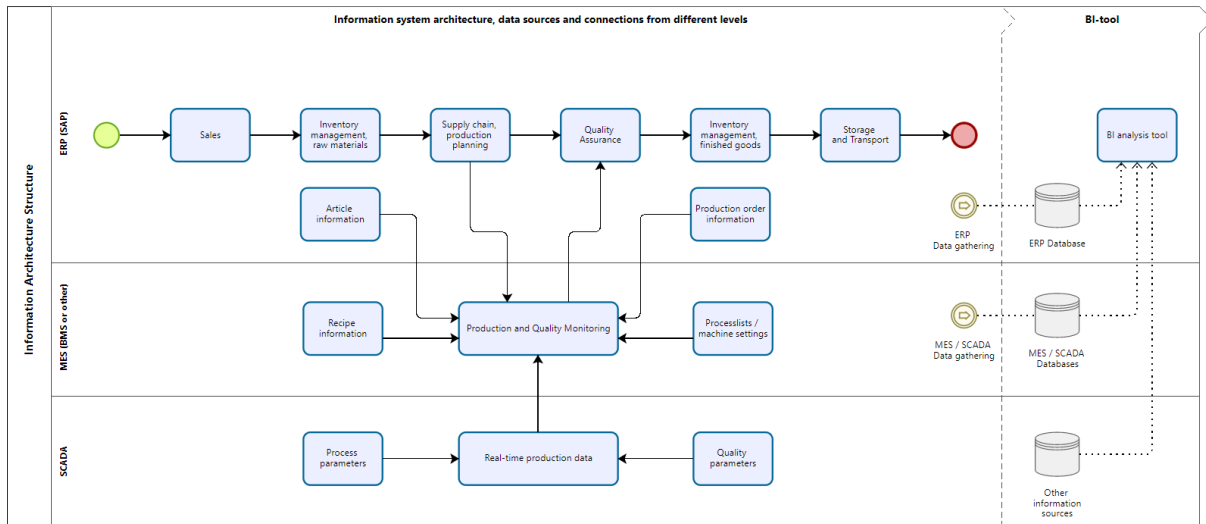 Information system architecture, data sources and connections from different levels
BI-tool
Information Architecture Structure
ERP (SAP)
Sales
Inventory
management,
raw materials
Supply chain,
production
planning
Quality
Assurance
Inventory
management,
finished goods
Storage
and Transport
BI analysis tool
Article
information
Production order
information
ERP
Data gathering
ERP Database
MES (BMS or other)
Recipe
information
Production and Quality Monitoring
Processlists /
machine settings
MES / SCADA
Data gathering
MES / SCADA
Databases
SCADA
Process
parameters
Real-time production data
Quality
parameters
Other
information
sources